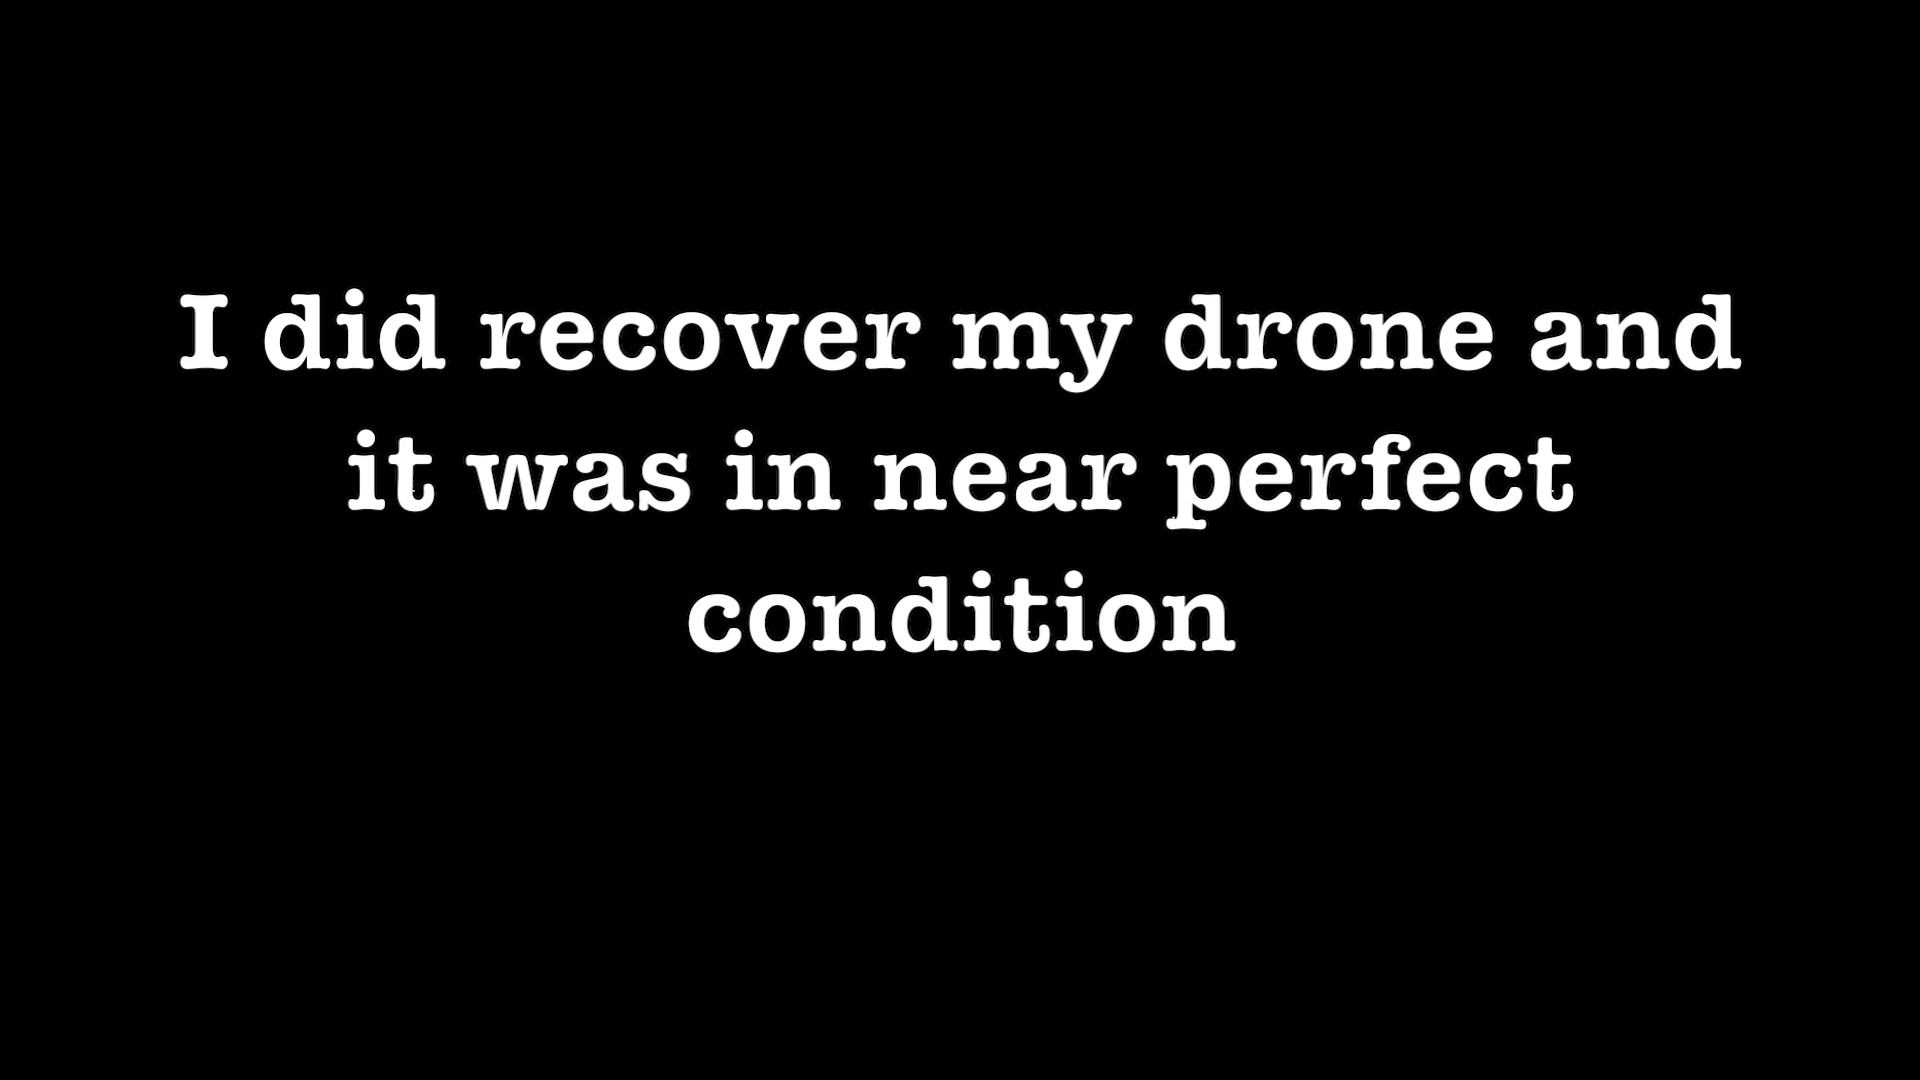 I did recover my drone and
it was in near perfect
condition